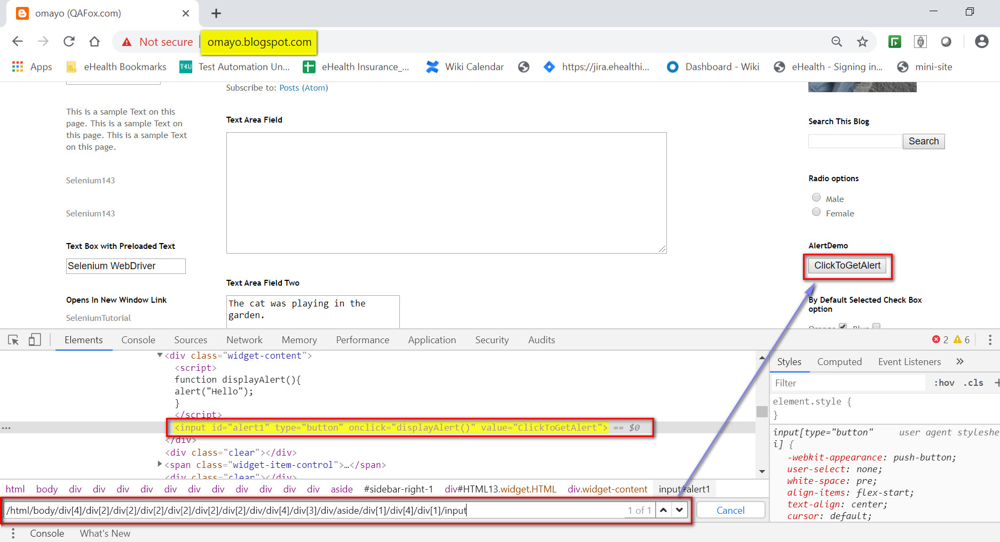 omayo (QAFox.com)
Not secure omayo.blogspot.com
Apps eHealth Bookmarks TKU Test Automation Un... eHealth Insurance_... Wiki Calendar https://jira.ehealthi... Dashboard - Wiki eHealth - Signing in... mini-site
Subscribe to: Posts (Atom)
This is a sample Text on this
page. This is a sample Text on
this page. This is a sample Text
on this page.
Selenium143
Selenium143
Text Box with Preloaded Text
Selenium WebDriver
Opens In New Window Link
SeleniumTutorial
Text Area Field
Text Area Field Two
The cat was playing in the
garden.
Search This Blog
Search
Radio options
Male
Female
AlertDemo
ClickToGetAlert
By Default Selected Check Box
option
Orange Blue
Elements Console Sources Network Memory Performance Application Security Audits 2 6
<div class="widget-content">
<script>
function displayAlert(){
alert("Hello");
}
</script>
... <input id="alert1" type="button" onclick="displayAlert()" value="ClickToGetAlert"> == $0
</div>
<div class="clear"></div>
<span class="widget-item-control">…</span>
<div class="clear"></div>
html body div div div div div div div div div div div aside #sidebar-right-1 div#HTML13.widget.HTML div.widget-content input#alert1
/html/body/div[4]/div[2]/div[2]/div[2]/div[2]/div[2]/div[2]/div/div[4]/div[3]/div/aside/div[1]/div[4]/div[1]/input 1 of 1 Cancel
Console What's New
Styles Computed Event Listeners »
Filter :hov .cls +
element.style {
}
input[type="button" user agent styleshe
i] {
-webkit-appearance: push-button;
user-select: none;
white-space: pre;
align-items: flex-start;
text-align: center;
cursor: default;